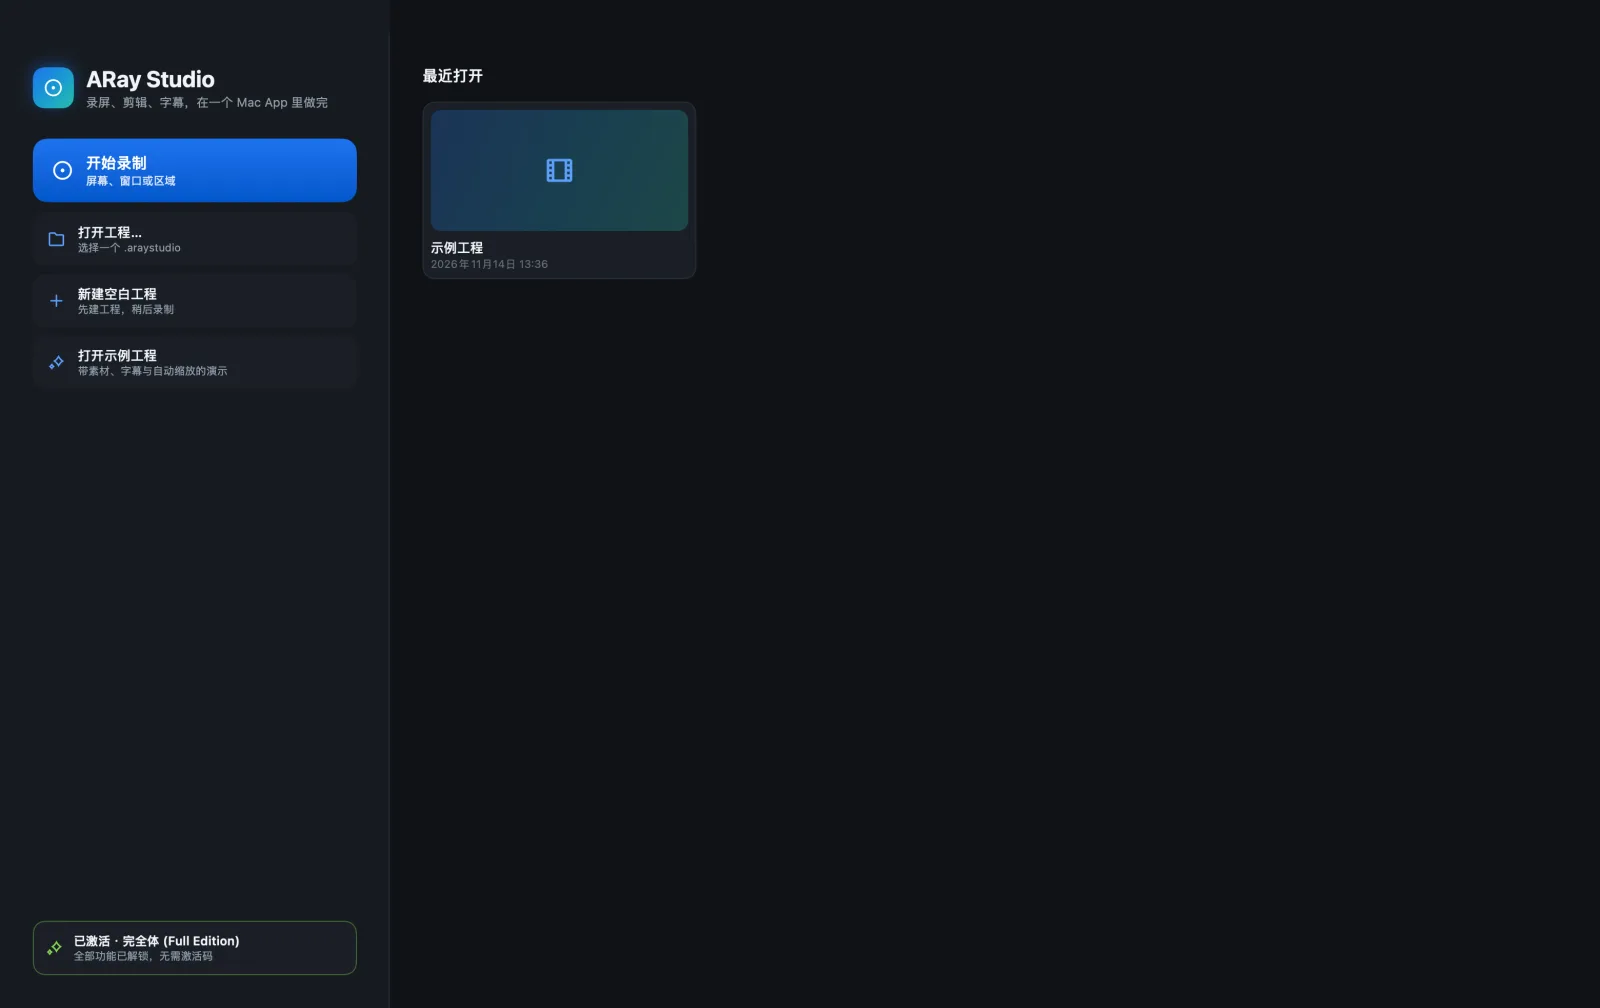 ARay Studio
录屏、剪辑、字幕，在一个 Mac App 里做完
开始录制
屏幕、窗口或区域
打开工程...
选择一个 .araystudio
新建空白工程
先建工程，稍后录制
打开示例工程
带素材、字幕与自动缩放的演示
已激活 · 完全体 (Full Edition)
全部功能已解锁，无需激活码
最近打开
示例工程
2026年11月14日 13:36